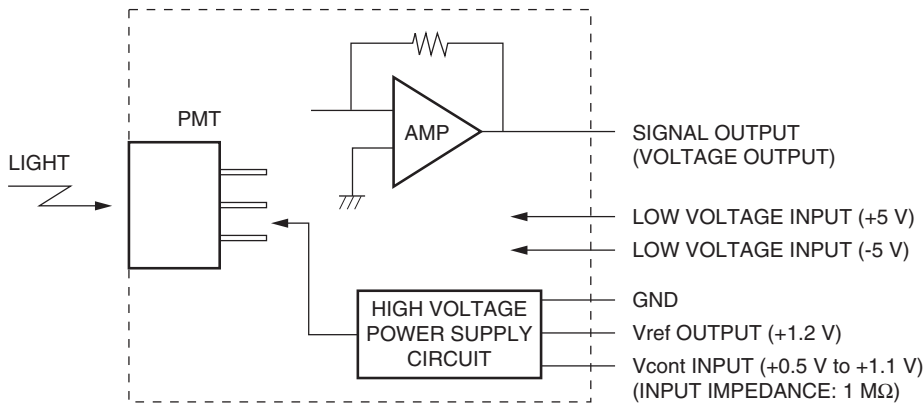 PMT
LIGHT
AMP
SIGNAL OUTPUT
(VOLTAGE OUTPUT)
LOW VOLTAGE INPUT (+5 V)
LOW VOLTAGE INPUT (-5 V)
HIGH VOLTAGE
POWER SUPPLY
CIRCUIT
GND
Vref OUTPUT (+1.2 V)
Vcont INPUT (+0.5 V to +1.1 V)
(INPUT IMPEDANCE: 1 MΩ)